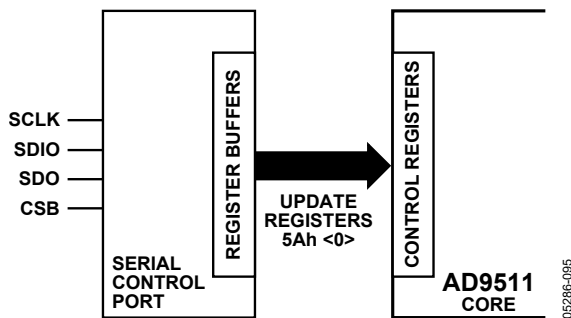 SCLK
SDIO
SDO
CSB
SERIAL
CONTROL
PORT
REGISTER BUFFERS
UPDATE
REGISTERS
5Ah <0>
CONTROL REGISTERS
AD9511
CORE
05286-095